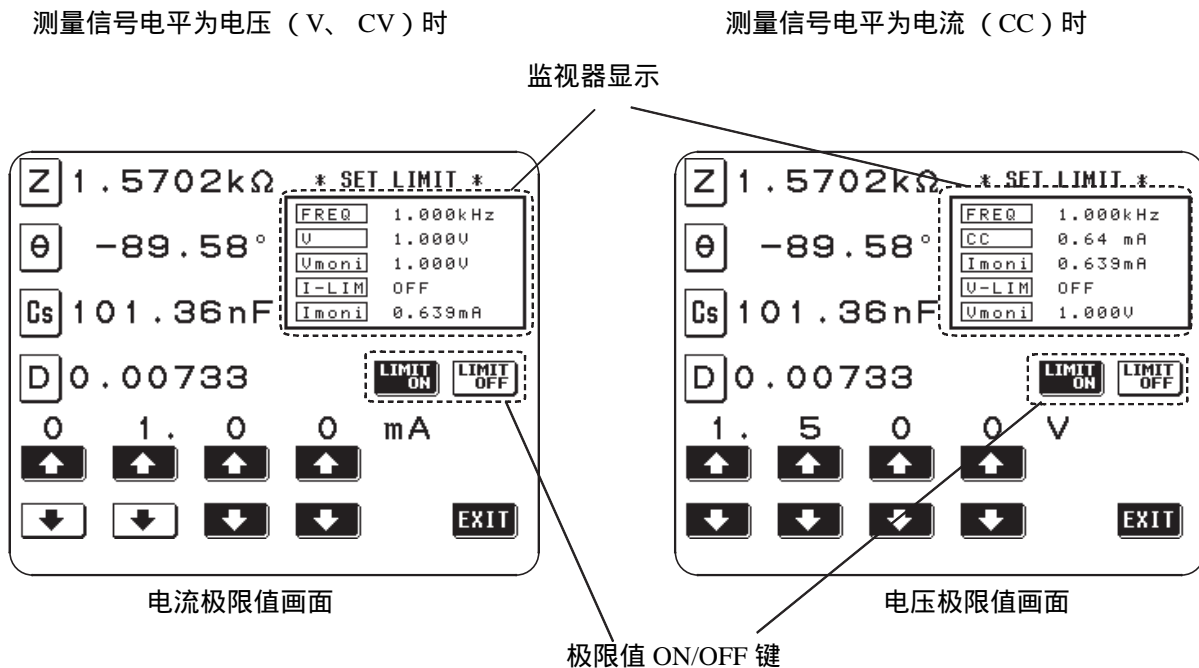 测量信号电平为电压 （ V、 CV ) 时
测量信号电平为电流 （ CC ) 时
监视器显示
Z 1.5702kΩ
* SET LIMIT *
FREQ 1.000kHz
θ -89.58°
V 1.000V
Vmoni 1.000V
I-LIM OFF
Cs 101.36nF
Imoni 0.639mA
D 0.00733
LIMIT ON
LIMIT OFF
0 1. 0 0 mA
EXIT
电流极限值画面
Z 1.5702kΩ
* SET LIMIT *
FREQ 1.000kHz
θ -89.58°
CC 0.64 mA
Imoni 0.639mA
V-LIM OFF
Cs 101.36nF
Vmoni 1.000V
D 0.00733
LIMIT ON
LIMIT OFF
1. 5 0 0 V
EXIT
电压极限值画面
极限值 ON/OFF 键